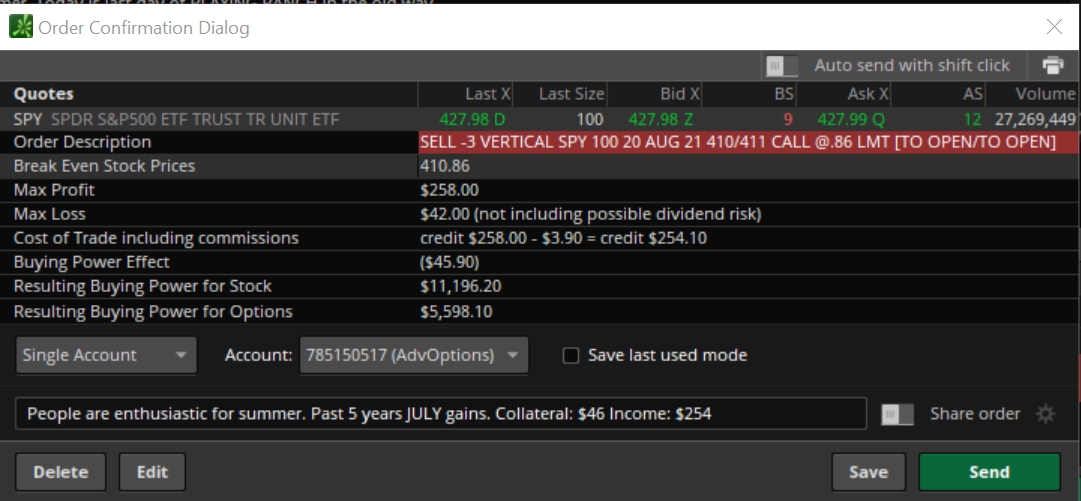 Order Confirmation Dialog
Auto send with shift click
Quotes Last X Last Size Bid X BS Ask X AS Volume
SPY SPDR S&P500 ETF TRUST TR UNIT ETF 427.98 D 100 427.98 Z 9 427.99 Q 12 27,269,449
Order Description SELL -3 VERTICAL SPY 100 20 AUG 21 410/411 CALL @.86 LMT [TO OPEN/TO OPEN]
Break Even Stock Prices 410.86
Max Profit $258.00
Max Loss $42.00 (not including possible dividend risk)
Cost of Trade including commissions credit $258.00 - $3.90 = credit $254.10
Buying Power Effect ($45.90)
Resulting Buying Power for Stock $11,196.20
Resulting Buying Power for Options $5,598.10
Single Account Account: 785150517 (AdvOptions) Save last used mode
People are enthusiastic for summer. Past 5 years JULY gains. Collateral: $46 Income: $254 Share order
Delete Edit Save Send